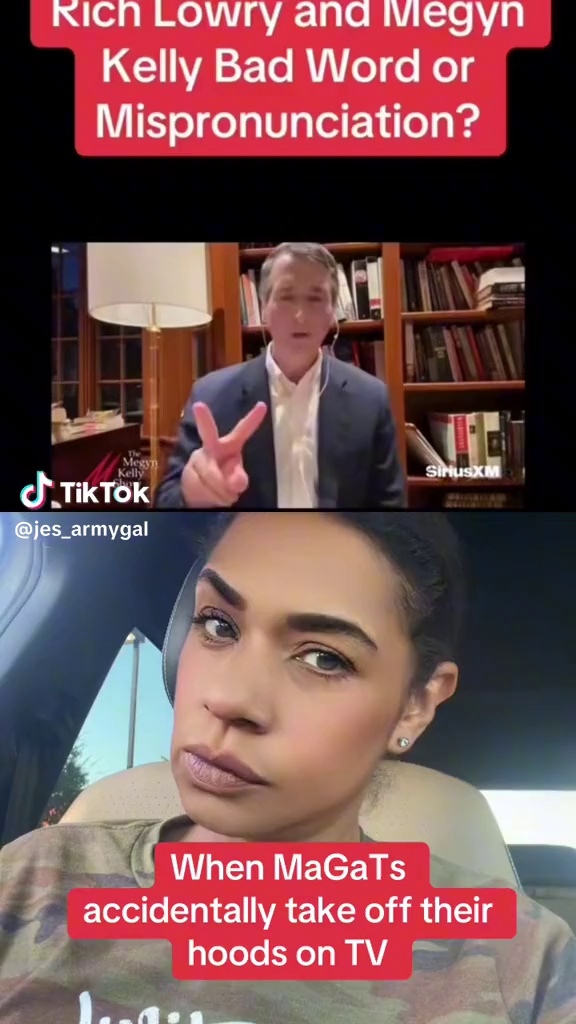 Rich Lowry and Megyn
Kelly Bad Word or
Mispronunciation?
The
Megyn
Kelly
Show
SiriusXM
TikTok
@jes_armygal
When MaGaTs
accidentally take off their
hoods on TV